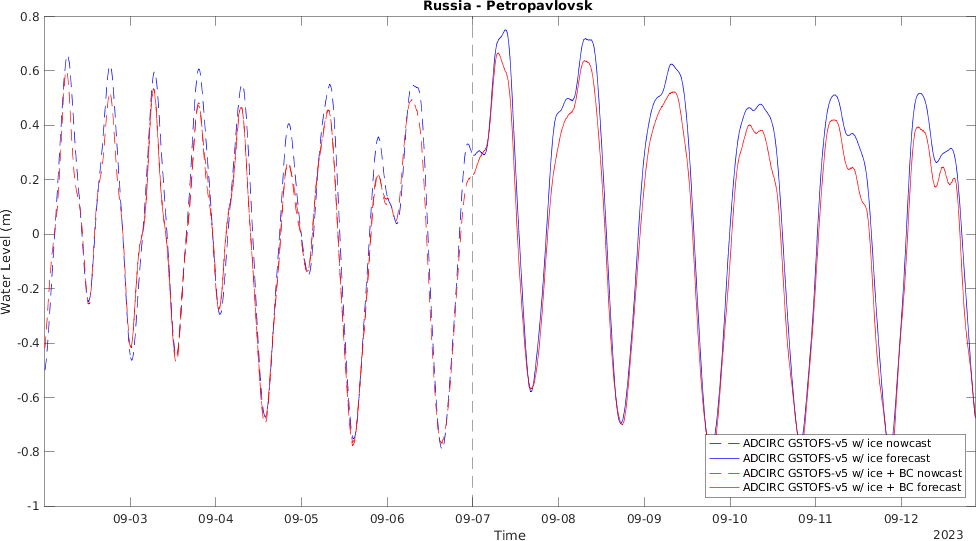 Russia - Petropavlovsk
0.8
0.6
0.4
0.2
0
-0.2
-0.4
-0.6
-0.8
-1
Water Level (m)
ADCIRC GSTOFS-v5 w/ ice nowcast
ADCIRC GSTOFS-v5 w/ ice forecast
ADCIRC GSTOFS-v5 w/ ice + BC nowcast
ADCIRC GSTOFS-v5 w/ ice + BC forecast
09-03 09-04 09-05 09-06 09-07 09-08 09-09 09-10 09-11 09-12
Time
2023